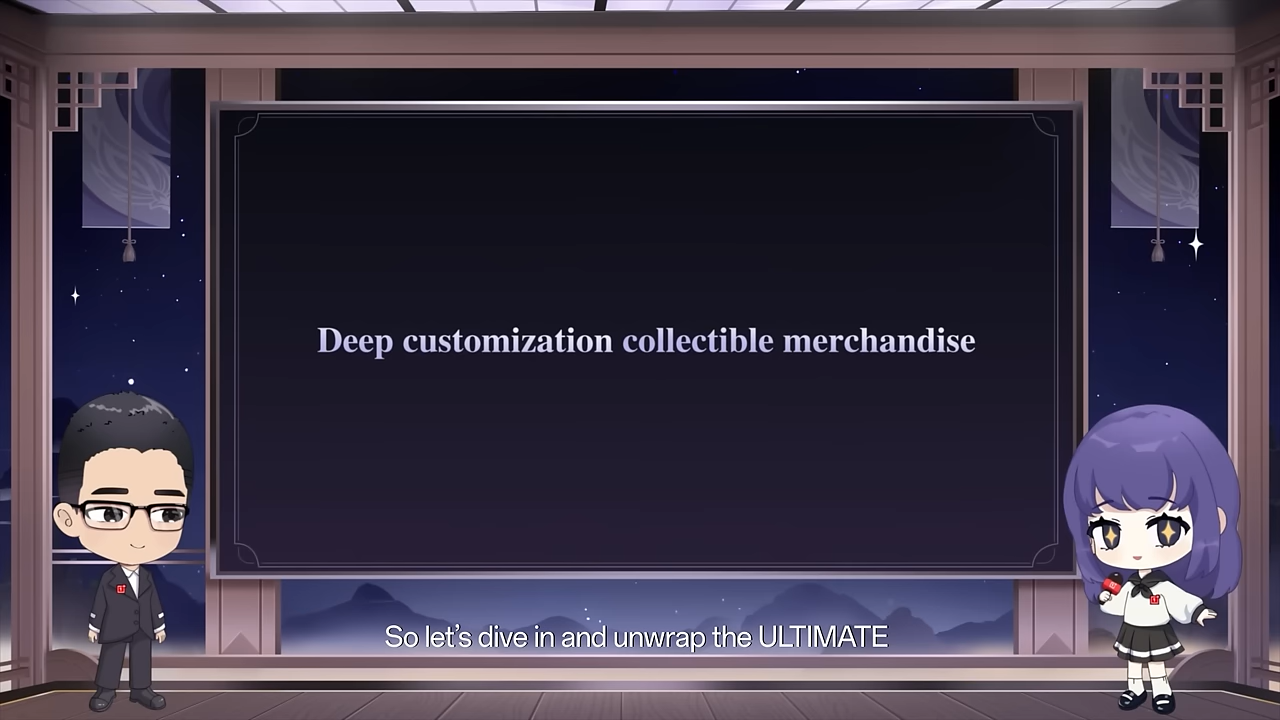 Deep customization collectible merchandise
So let's dive in and unwrap the ULTIMATE